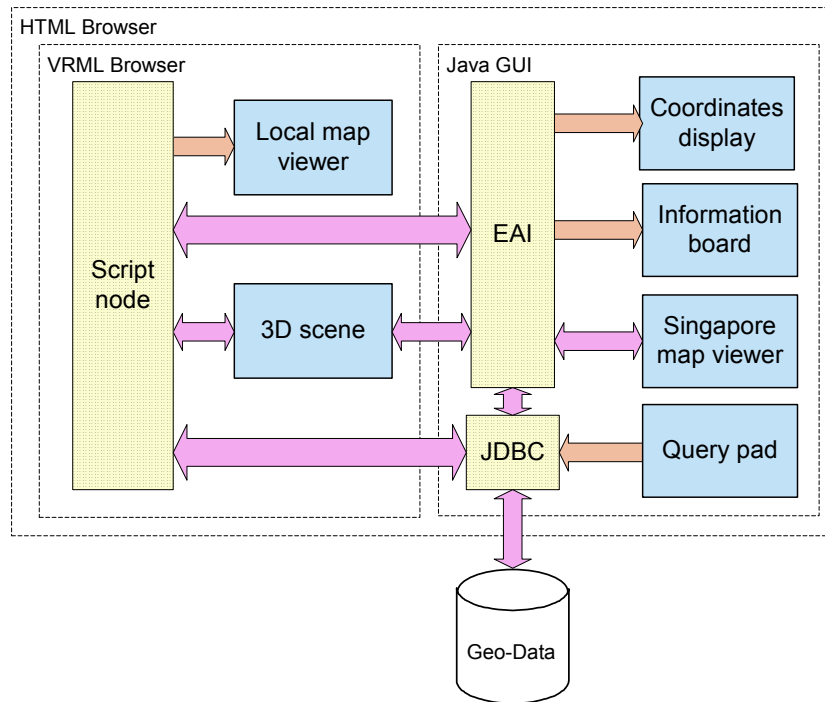 HTML Browser
VRML Browser
Java GUI
Local map
viewer
Coordinates
display
Information
board
EAI
Script
node
3D scene
Singapore
map viewer
JDBC
Query pad
Geo-Data